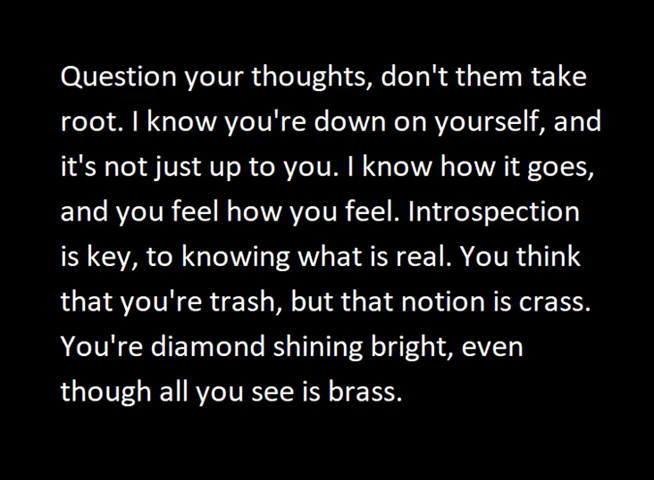 Question your thoughts, don't them take
root. I know you're down on yourself, and
it's not just up to you. I know how it goes,
and you feel how you feel. Introspection
is key, to knowing what is real. You think
that you're trash, but that notion is crass.
You're diamond shining bright, even
though all you see is brass.